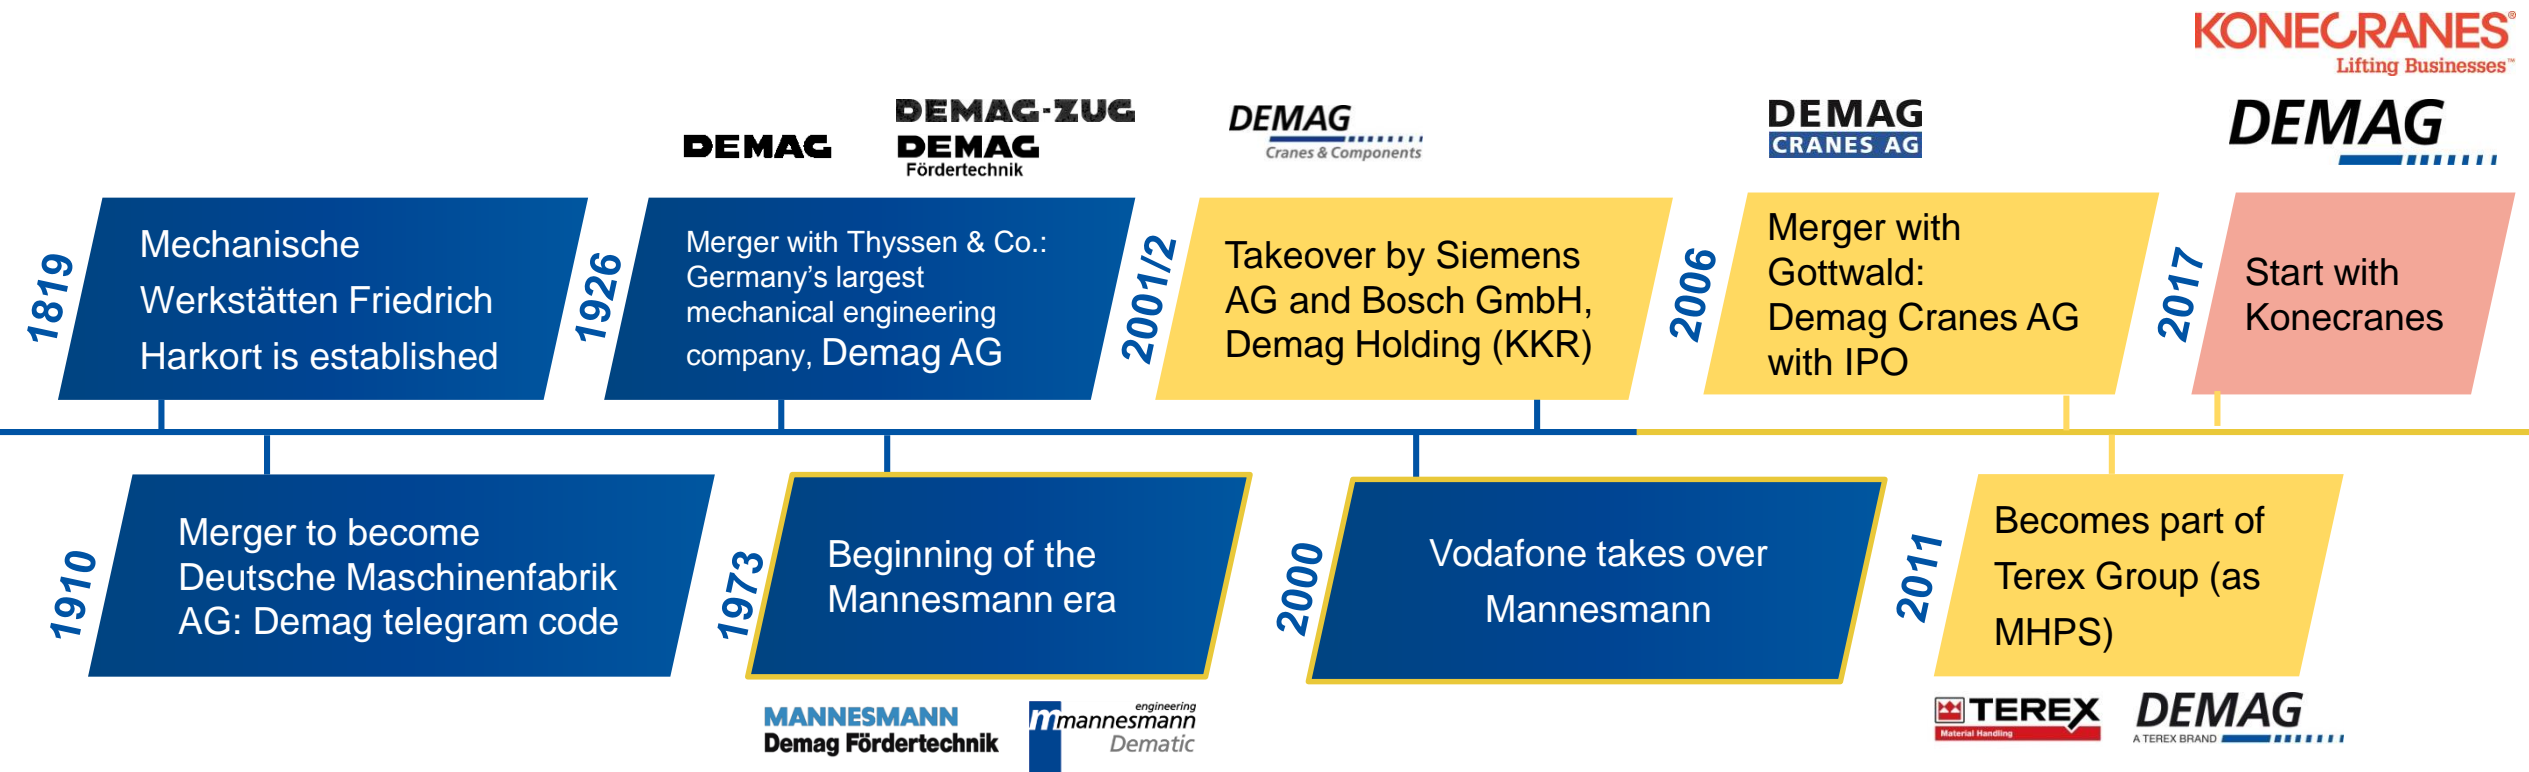 KONECRANES®
Lifting Businesses™
DEMAG
DEMAG-ZUG
DEMAG
Fördertechnik
DEMAG
Cranes & Components
DEMAG
CRANES AG
DEMAG
1819
Mechanische
Werkstätten Friedrich
Harkort is established
1926
Merger with Thyssen & Co.:
Germany’s largest
mechanical engineering
company, Demag AG
2001/2
Takeover by Siemens
AG and Bosch GmbH,
Demag Holding (KKR)
2006
Merger with
Gottwald:
Demag Cranes AG
with IPO
2017
Start with
Konecranes
1910
Merger to become
Deutsche Maschinenfabrik
AG: Demag telegram code
1973
Beginning of the
Mannesmann era
2000
Vodafone takes over
Mannesmann
2011
Becomes part of
Terex Group (as
MHPS)
MANNESMANN
Demag Fördertechnik
engineering
m mannesmann
Dematic
TEREX
Material Handling
DEMAG
A TEREX BRAND